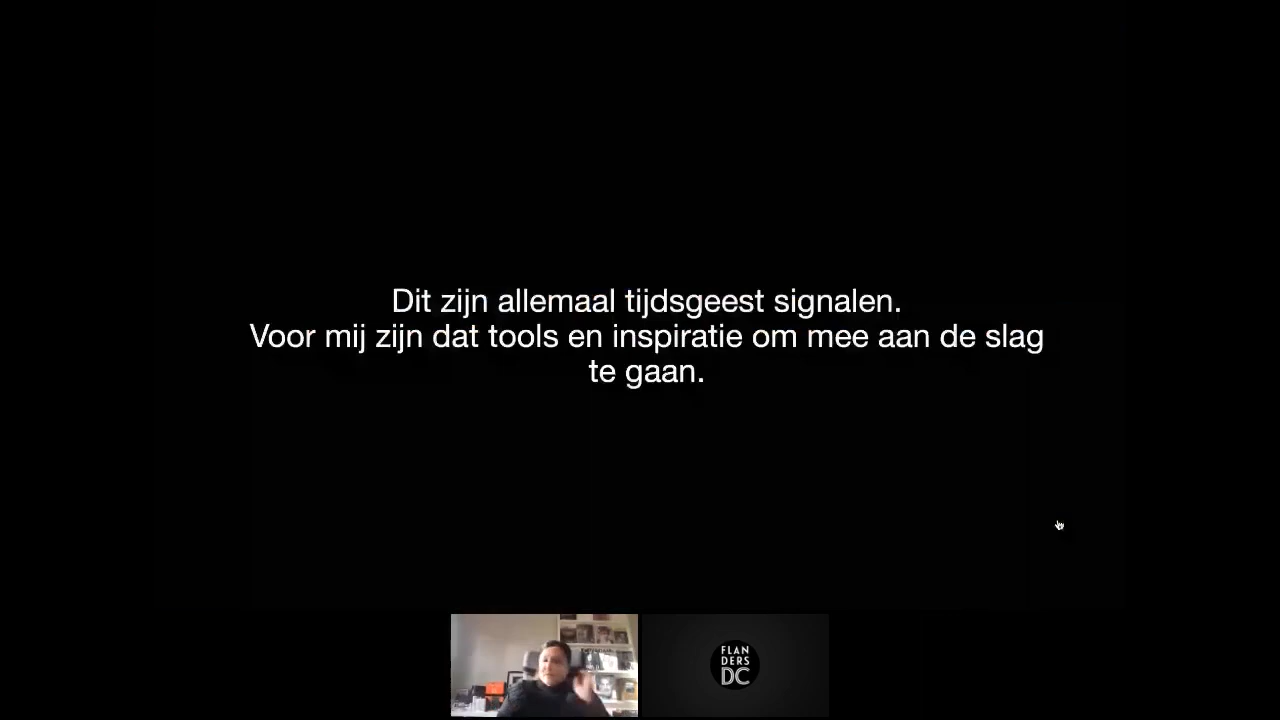 Dit zijn allemaal tijdsgeest signalen.
Voor mij zijn dat tools en inspiratie om mee aan de slag
te gaan.
FLAN
DERS
DC